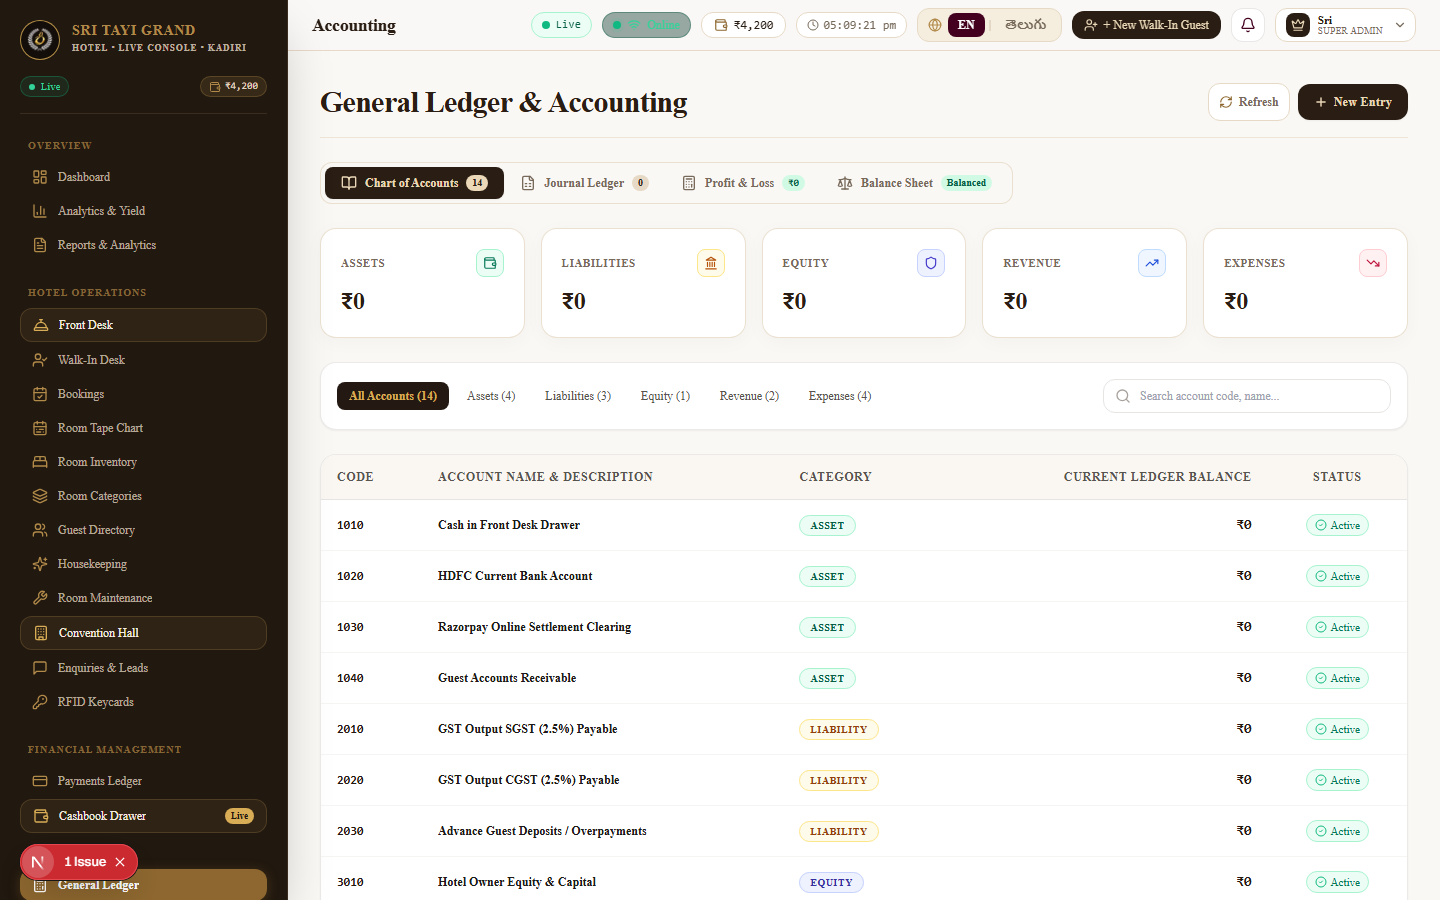 SRI TAYI GRAND
HOTEL • LIVE CONSOLE • KADIRI
Live
₹4,200
OVERVIEW
Dashboard
Analytics & Yield
Reports & Analytics
HOTEL OPERATIONS
Front Desk
Walk-In Desk
Bookings
Room Tape Chart
Room Inventory
Room Categories
Guest Directory
Housekeeping
Room Maintenance
Convention Hall
Enquiries & Leads
RFID Keycards
FINANCIAL MANAGEMENT
Payments Ledger
Cashbook Drawer
Live
1 Issue
General Ledger
Accounting
Live
Online
₹4,200
05:09:21 pm
EN
తెలుగు
+ New Walk-In Guest
Sri
SUPER ADMIN
General Ledger & Accounting
Refresh
New Entry
Chart of Accounts 14
Journal Ledger 0
Profit & Loss ₹0
Balance Sheet Balanced
ASSETS
₹0
LIABILITIES
₹0
EQUITY
₹0
REVENUE
₹0
EXPENSES
₹0
All Accounts (14)
Assets (4)
Liabilities (3)
Equity (1)
Revenue (2)
Expenses (4)
Search account code, name...
CODE ACCOUNT NAME & DESCRIPTION CATEGORY CURRENT LEDGER BALANCE STATUS
1010 Cash in Front Desk Drawer ASSET ₹0 Active
1020 HDFC Current Bank Account ASSET ₹0 Active
1030 Razorpay Online Settlement Clearing ASSET ₹0 Active
1040 Guest Accounts Receivable ASSET ₹0 Active
2010 GST Output SGST (2.5%) Payable LIABILITY ₹0 Active
2020 GST Output CGST (2.5%) Payable LIABILITY ₹0 Active
2030 Advance Guest Deposits / Overpayments LIABILITY ₹0 Active
3010 Hotel Owner Equity & Capital EQUITY ₹0 Active